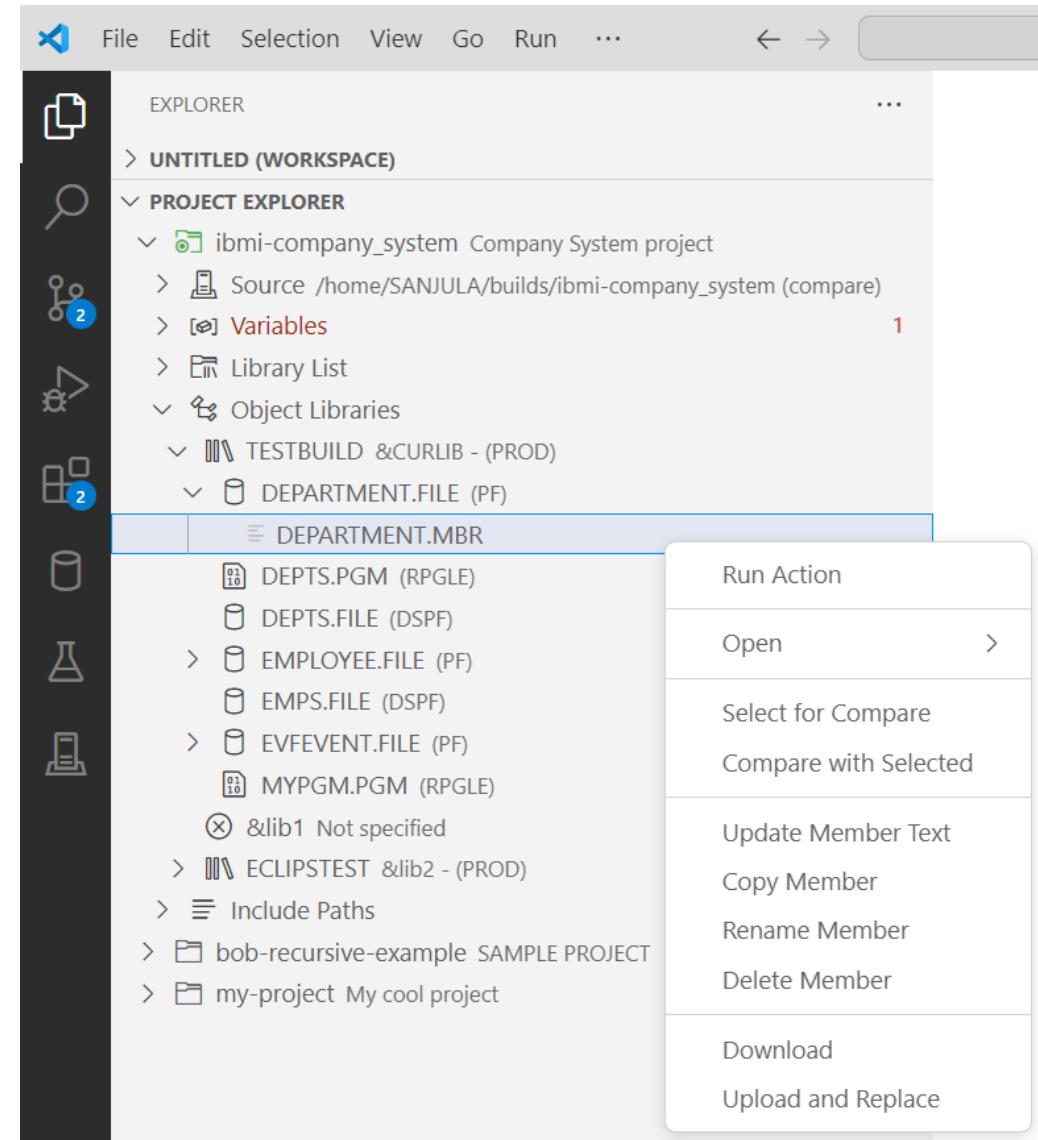 File Edit Selection View Go Run ···
EXPLORER ···
UNTITLED (WORKSPACE)
PROJECT EXPLORER
ibmi-company_system Company System project
Source /home/SANJULA/builds/ibmi-company_system (compare)
2
Variables 1
Library List
Object Libraries
TESTBUILD &CURLIB - (PROD)
2
DEPARTMENT.FILE (PF)
DEPARTMENT.MBR
DEPTS.PGM (RPGLE)
DEPTS.FILE (DSPF)
EMPLOYEE.FILE (PF)
EMPS.FILE (DSPF)
EVFEVENT.FILE (PF)
MYPGM.PGM (RPGLE)
&lib1 Not specified
ECLIPSTEST &lib2 - (PROD)
Include Paths
bob-recursive-example SAMPLE PROJECT
my-project My cool project
Run Action
Open
Select for Compare
Compare with Selected
Update Member Text
Copy Member
Rename Member
Delete Member
Download
Upload and Replace